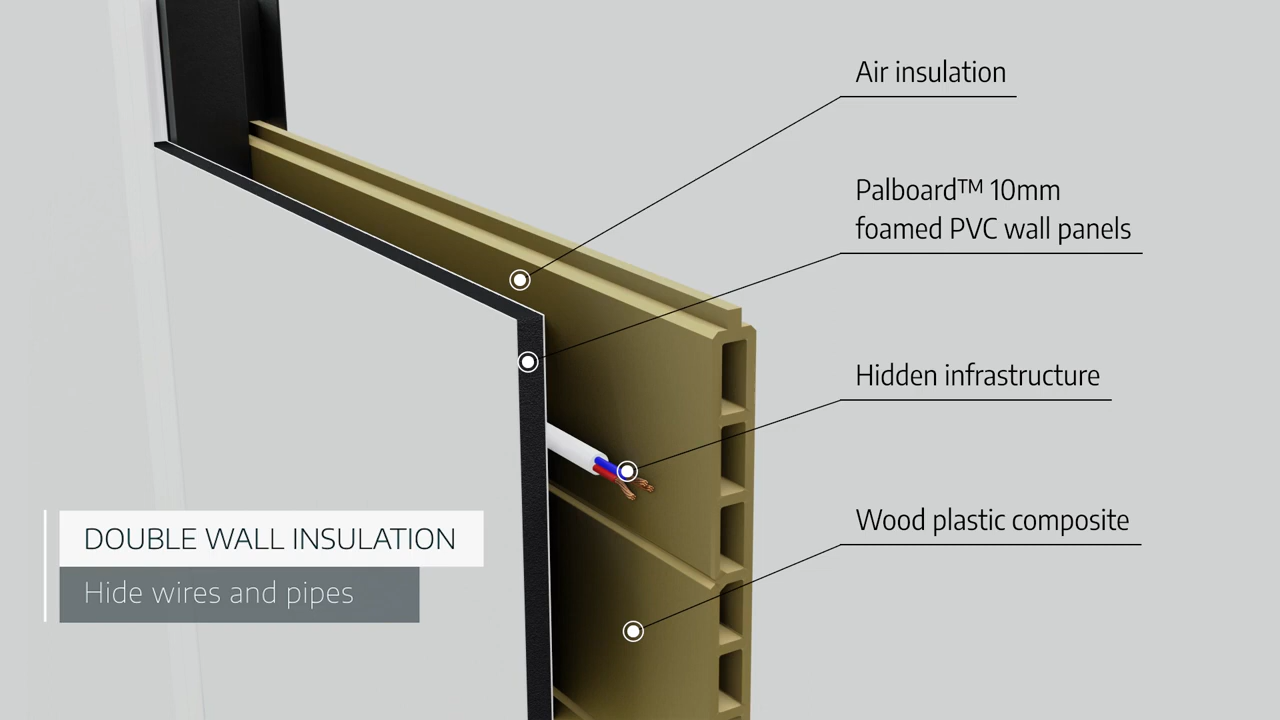 Air insulation
Palboard™ 10mm
foamed PVC wall panels
Hidden infrastructure
Wood plastic composite
DOUBLE WALL INSULATION
Hide wires and pipes